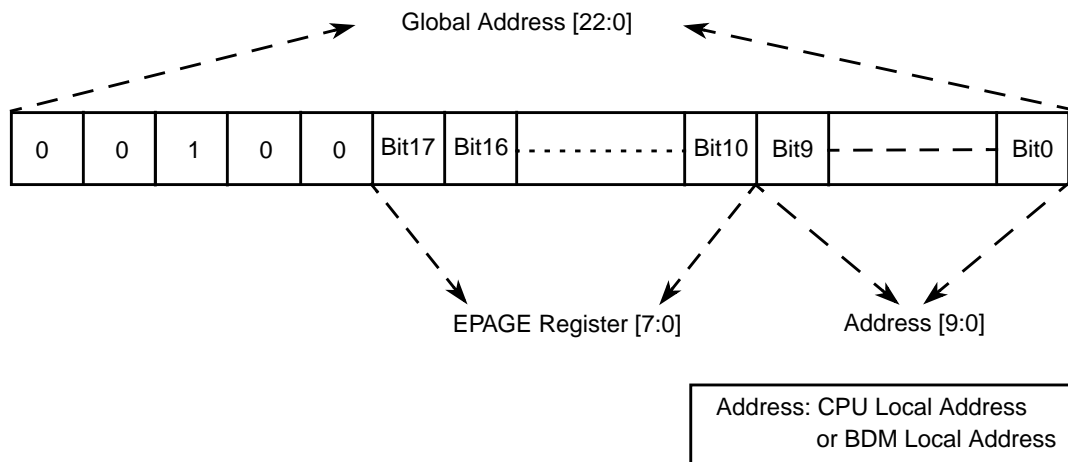 Global Address [22:0]
0 0 1 0 0 Bit17 Bit16 Bit10 Bit9 Bit0
EPAGE Register [7:0] Address [9:0]
Address: CPU Local Address
or BDM Local Address